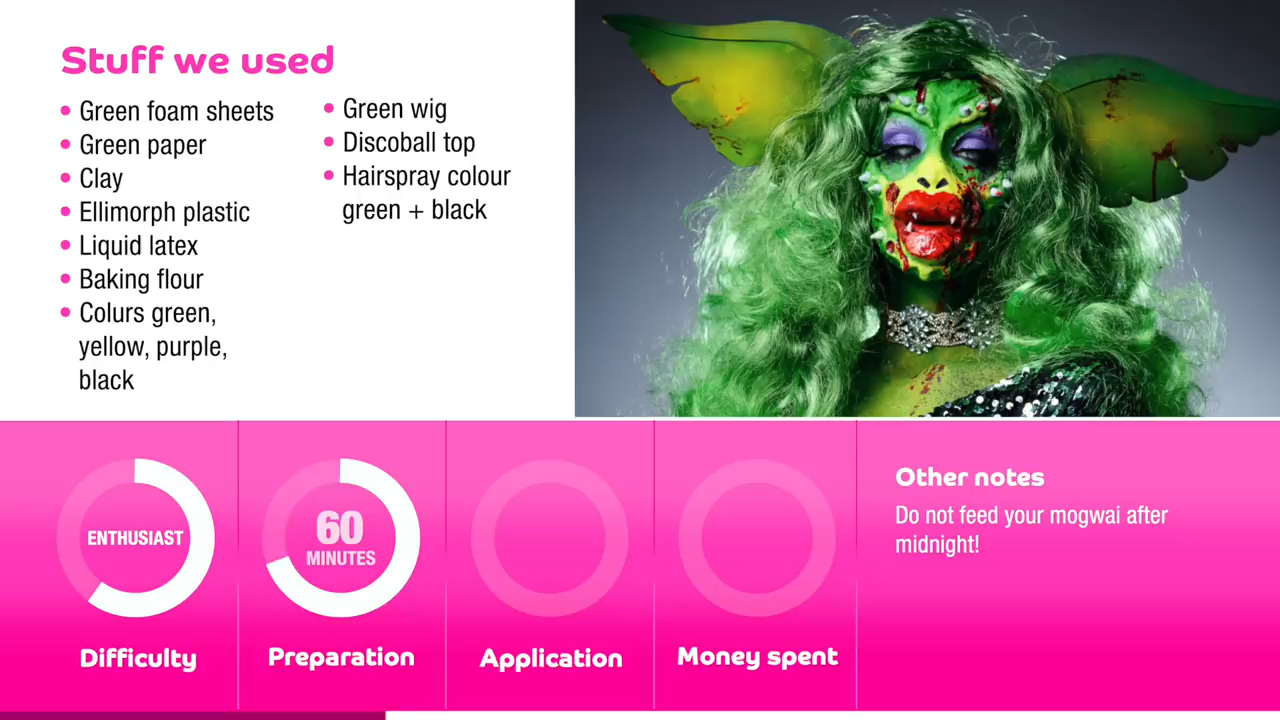 Stuff we used
Green foam sheets
Green paper
Clay
Ellimorph plastic
Liquid latex
Baking flour
Colurs green,
yellow, purple,
black
Green wig
Discoball top
Hairspray colour
green + black
ENTHUSIAST
Difficulty
60
MINUTES
Preparation
Application
Money spent
Other notes
Do not feed your mogwai after
midnight!